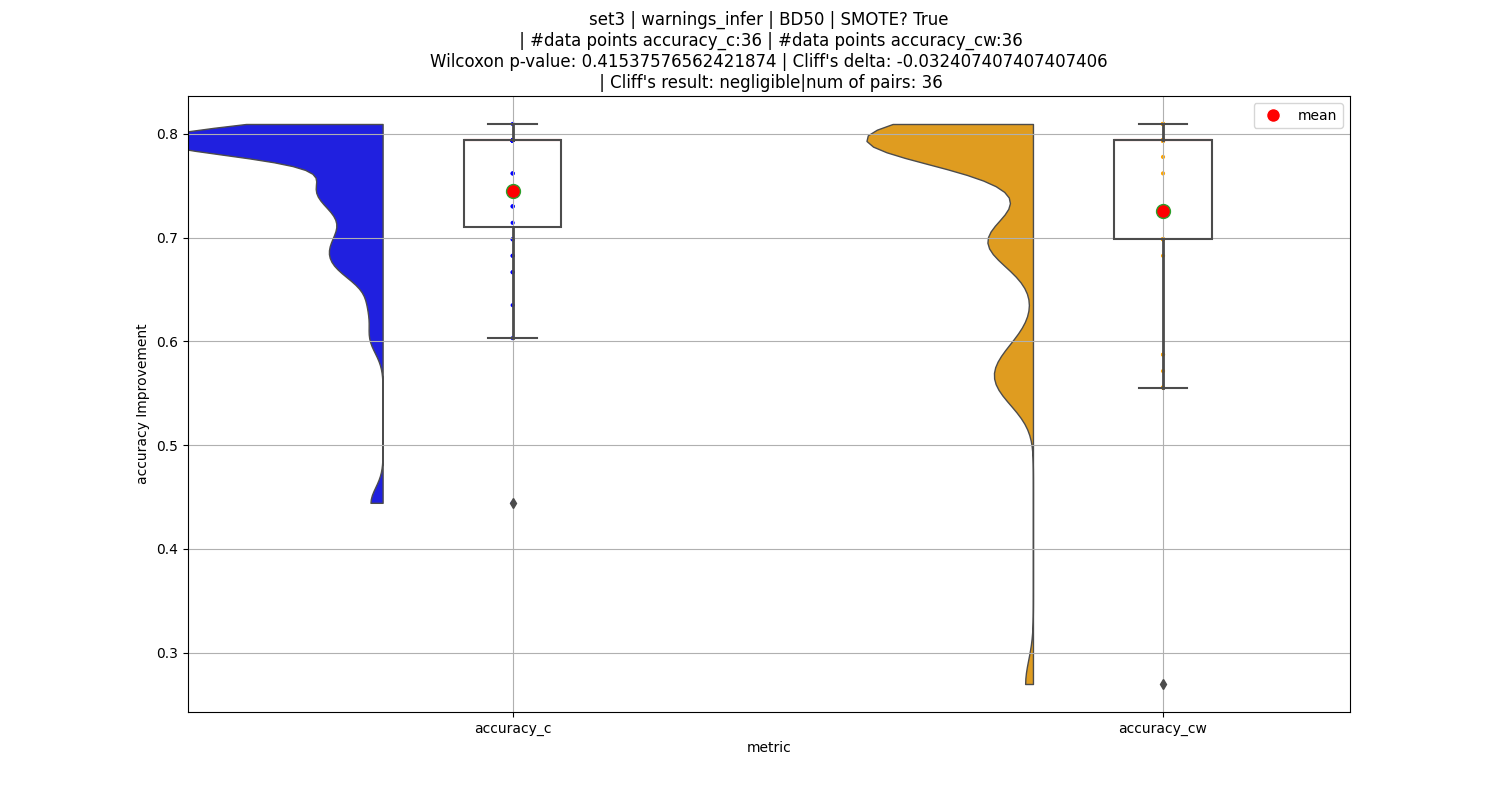 set3 | warnings_infer | BD50 | SMOTE? True
| #data points accuracy_c:36 | #data points accuracy_cw:36
Wilcoxon p-value: 0.41537576562421874 | Cliff's delta: -0.032407407407407406
| Cliff's result: negligible|num of pairs: 36
mean
0.8
0.7
0.6
0.5
0.4
0.3
accuracy Improvement
accuracy_c
accuracy_cw
metric